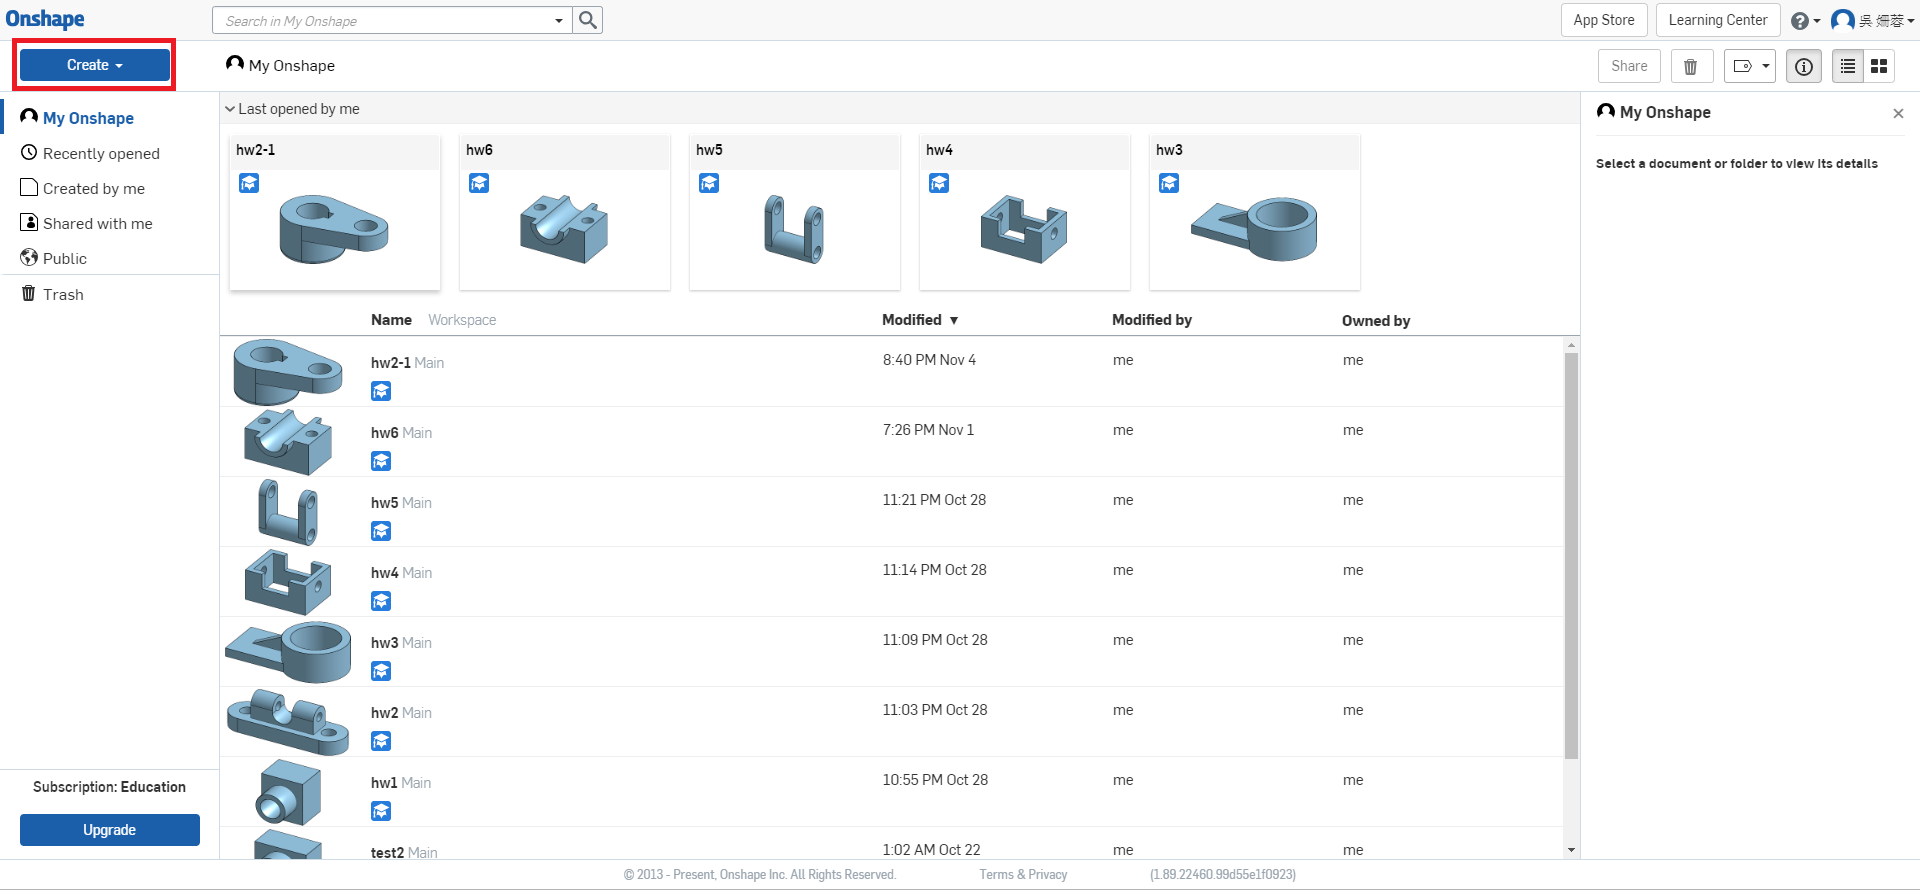 Onshape
Search in My Onshape
App Store
Learning Center
吳 姍蓉
Create
My Onshape
Share
My Onshape
Recently opened
Created by me
Shared with me
Public
Trash
Last opened by me
hw2-1
hw6
hw5
hw4
hw3
Name Workspace Modified ▼ Modified by Owned by
hw2-1 Main 8:40 PM Nov 4 me me
hw6 Main 7:26 PM Nov 1 me me
hw5 Main 11:21 PM Oct 28 me me
hw4 Main 11:14 PM Oct 28 me me
hw3 Main 11:09 PM Oct 28 me me
hw2 Main 11:03 PM Oct 28 me me
hw1 Main 10:55 PM Oct 28 me me
test2 Main 1:02 AM Oct 22 me me
My Onshape
Select a document or folder to view its details
Subscription: Education
Upgrade
© 2013 - Present, Onshape Inc. All Rights Reserved. Terms & Privacy (1.89.22460.99d55e1f0923)